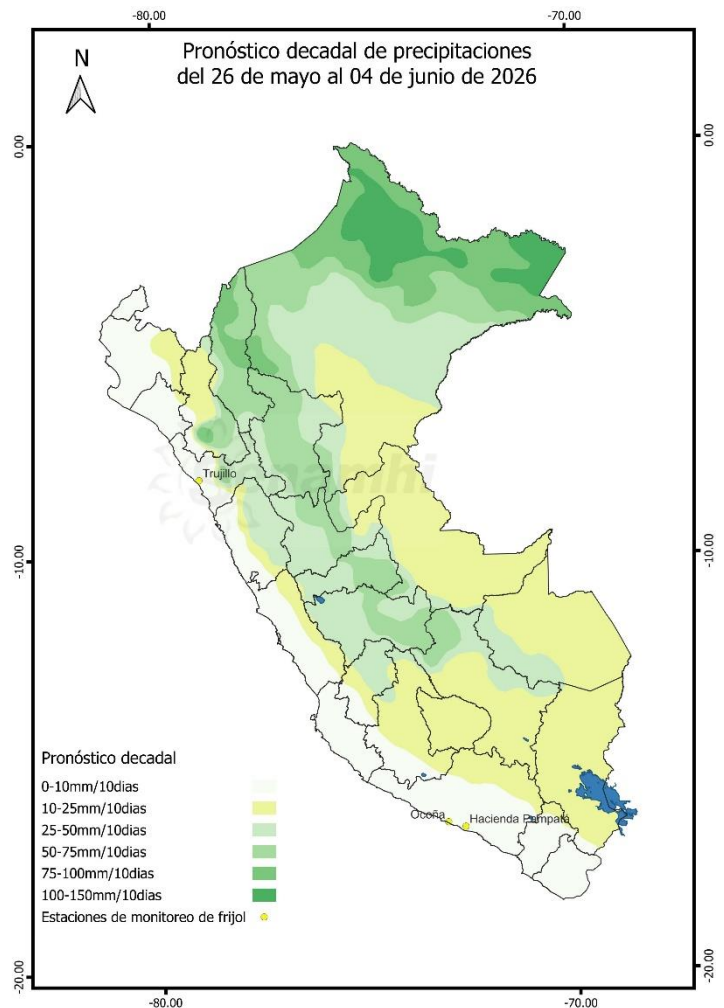 -80.00
-70.00
Pronóstico decadal de precipitaciones
del 26 de mayo al 04 de junio de 2026
N
0.00
0.00
senamhi
Trujillo
-10.00
-10.00
Ocoña
Hacienda Pampata
Pronóstico decadal
0-10mm/10dias
10-25mm/10dias
25-50mm/10dias
50-75mm/10dias
75-100mm/10dias
100-150mm/10dias
Estaciones de monitoreo de frijol
-20.00
-20.00
-80.00
-70.00